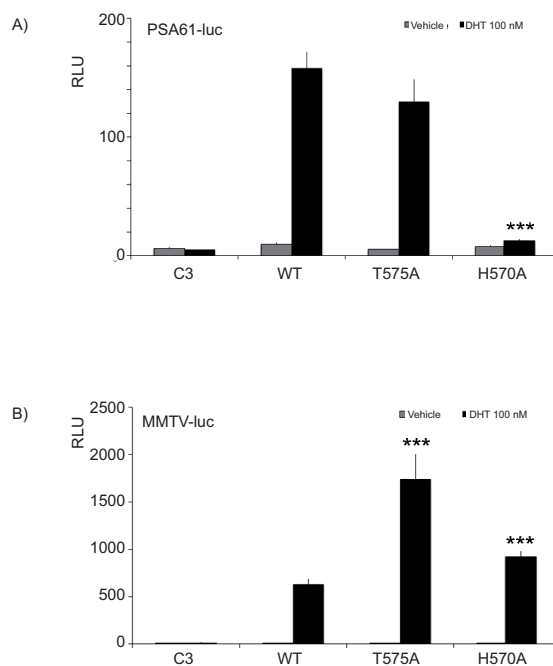 A)
200
PSA61-luc
Vehicle
DHT 100 nM
RLU
120
***
0
C3 WT T575A H570A
B)
2500
MMTV-luc
Vehicle
DHT 100 nM
RLU
***
2000
1500
***
1000
500
0
C3 WT T575A H570A